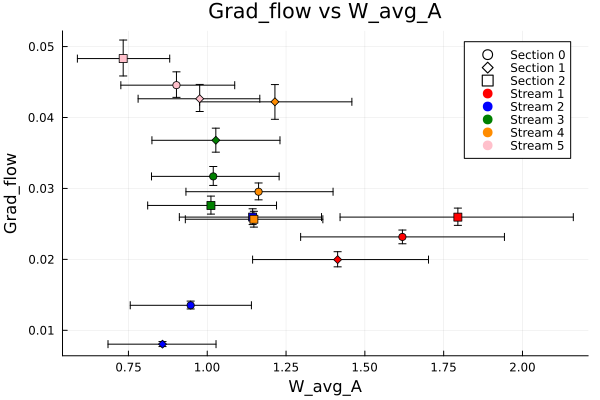 Grad_flow vs W_avg_A
Grad_flow
0.05
0.04
0.03
0.02
0.01
Section 0
Section 1
Section 2
Stream 1
Stream 2
Stream 3
Stream 4
Stream 5
0.75 1.00 1.25 1.50 1.75 2.00
W_avg_A